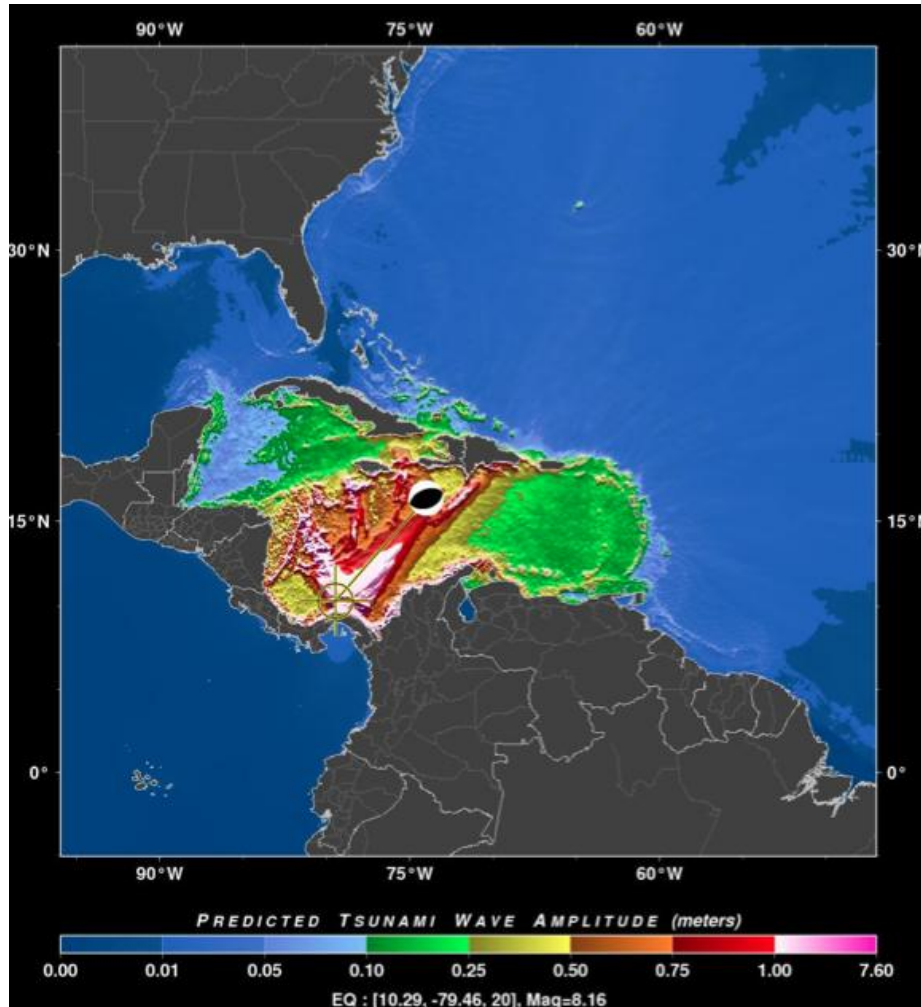 90°W 75°W 60°W
30°N 30°N
15°N 15°N
0° 0°
90°W 75°W 60°W
PREDICTED TSUNAMI WAVE AMPLITUDE (meters)
0.00 0.01 0.05 0.10 0.25 0.50 0.75 1.00 7.60
EQ : [10.29, -79.46, 20], Mag=8.16